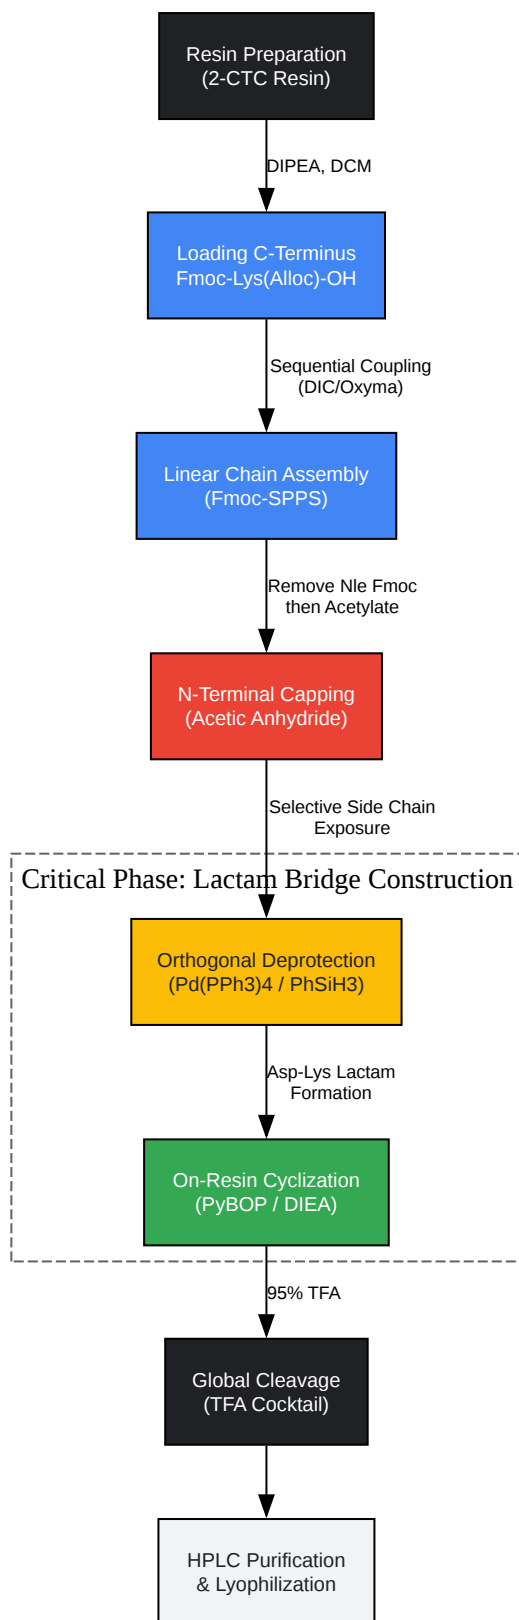 Resin Preparation
(2-CTC Resin)
DIPEA, DCM
Loading C-Terminus
Fmoc-Lys(Alloc)-OH
Sequential Coupling
(DIC/Oxyma)
Linear Chain Assembly
(Fmoc-SPPS)
Remove Nle Fmoc
then Acetylate
N-Terminal Capping
(Acetic Anhydride)
Selective Side Chain
Exposure
Critical Phase: Lactam Bridge Construction
Orthogonal Deprotection
(Pd(PPh3)4 / PhSiH3)
Asp-Lys Lactam
Formation
On-Resin Cyclization
(PyBOP / DIEA)
95% TFA
Global Cleavage
(TFA Cocktail)
HPLC Purification
& Lyophilization